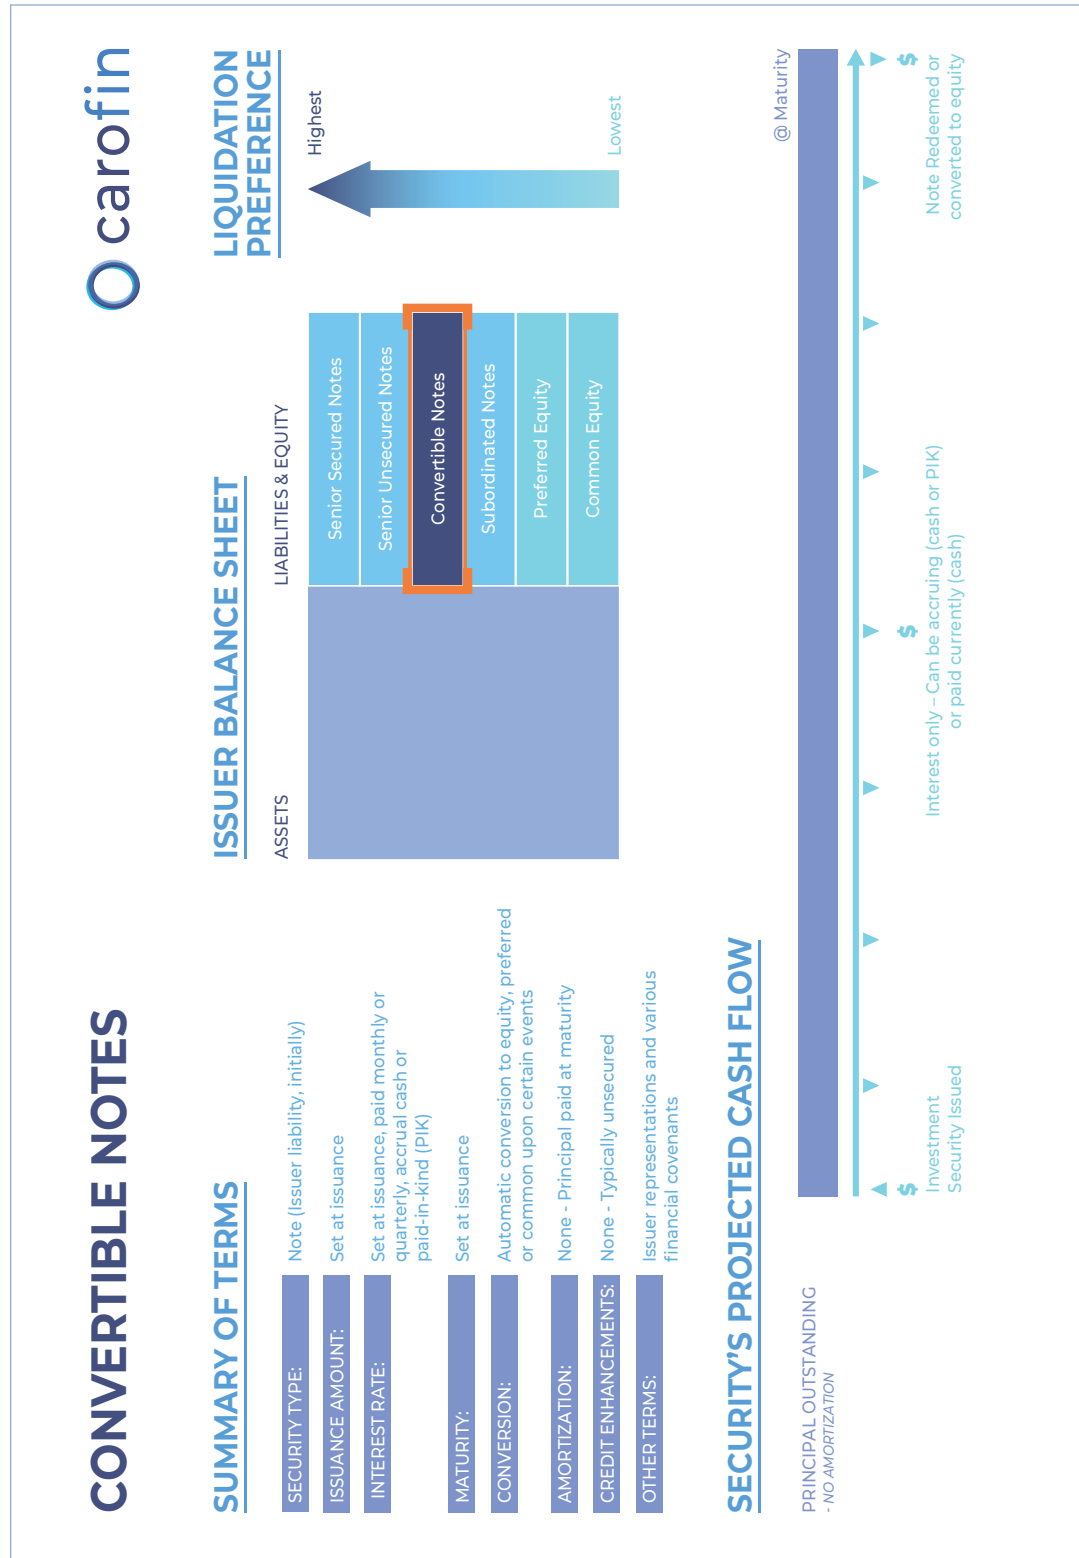 CONVERTIBLE NOTES
carofin
SUMMARY OF TERMS
SECURITY TYPE:
Note (Issuer liability, initially)
ISSUANCE AMOUNT:
Set at issuance
INTEREST RATE:
Set at issuance, paid monthly or
quarterly, accrual cash or
paid-in-kind (PIK)
MATURITY:
Set at issuance
CONVERSION:
Automatic conversion to equity, preferred
or common upon certain events
AMORTIZATION:
None - Principal paid at maturity
CREDIT ENHANCEMENTS:
None - Typically unsecured
OTHER TERMS:
Issuer representations and various
financial covenants
ISSUER BALANCE SHEET
ASSETS
LIABILITIES & EQUITY
Senior Secured Notes
Senior Unsecured Notes
Convertible Notes
Subordinated Notes
Preferred Equity
Common Equity
LIQUIDATION
PREFERENCE
Highest
Lowest
SECURITY'S PROJECTED CASH FLOW
@ Maturity
PRINCIPAL OUTSTANDING
- NO AMORTIZATION
$
Investment
Security Issued
$
Interest only – Can be accruing (cash or PIK)
or paid currently (cash)
$
Note Redeemed or
converted to equity